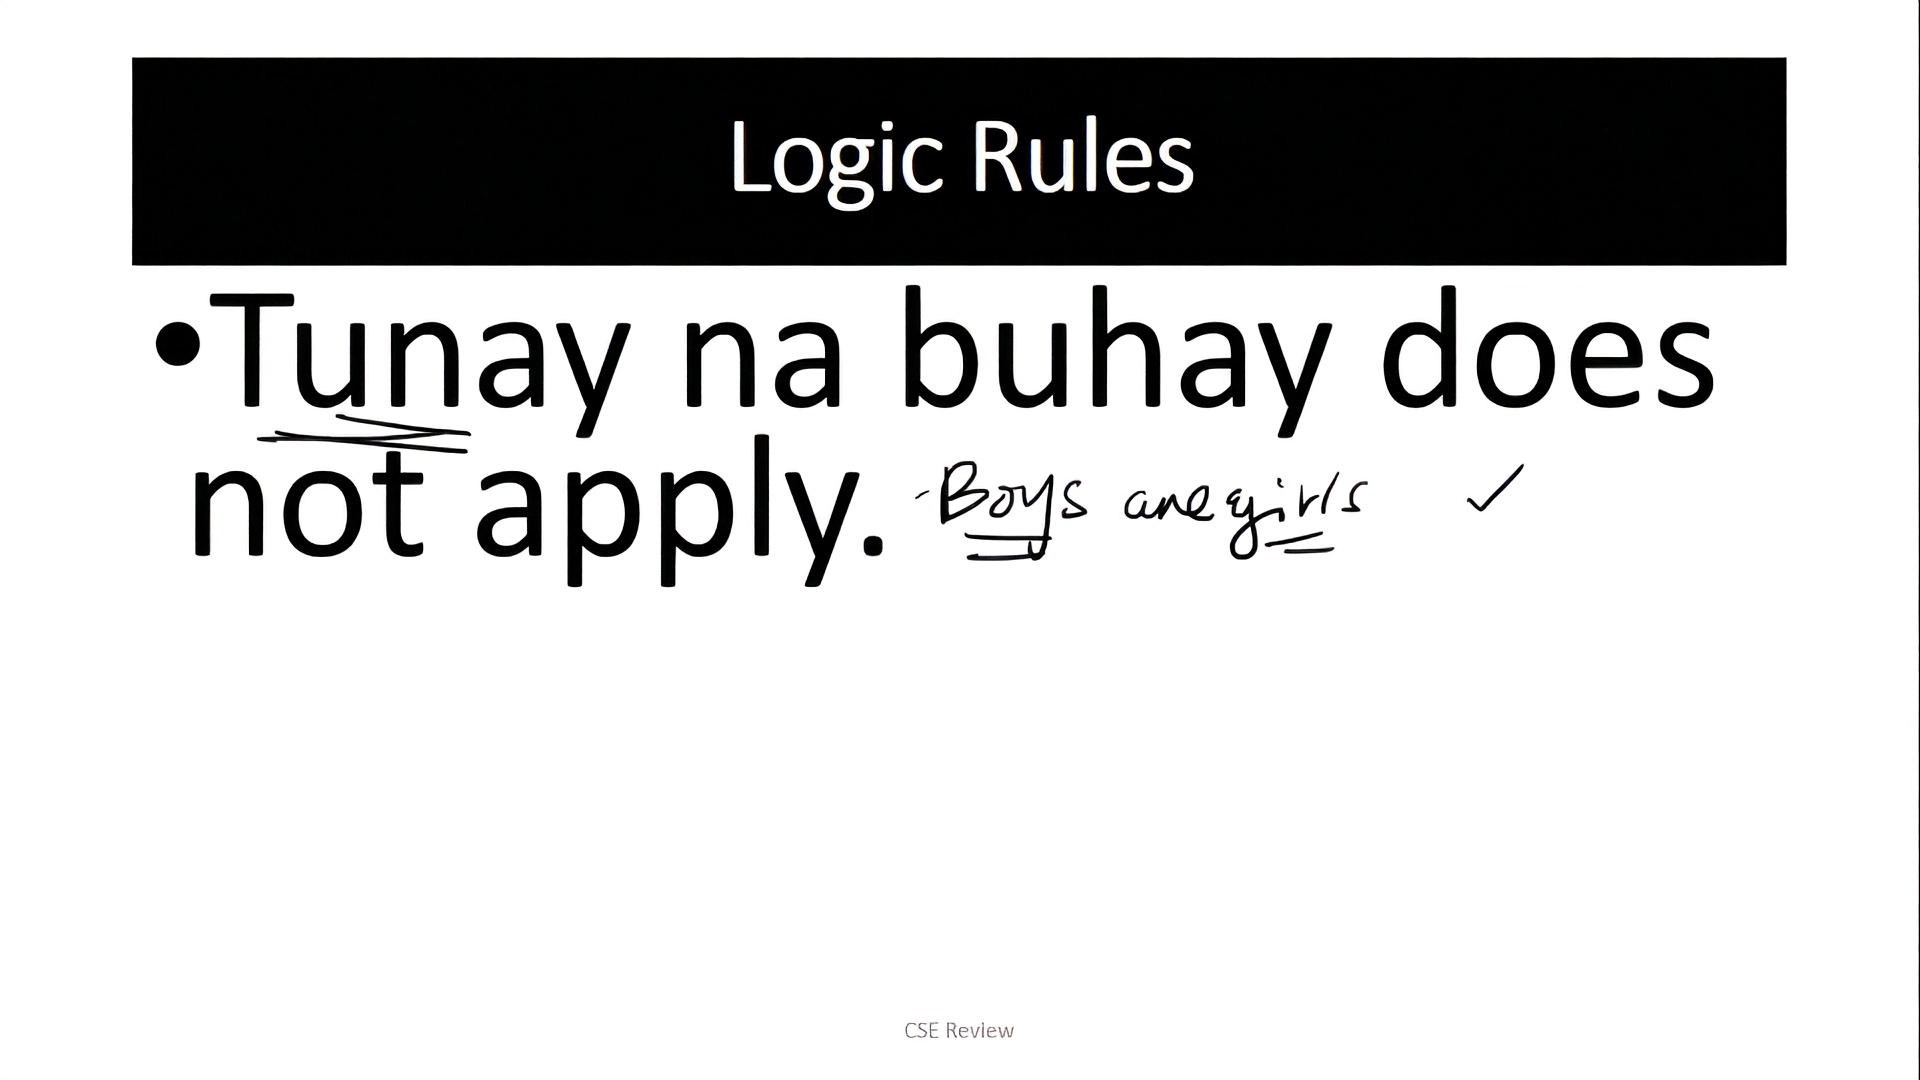 Logic Rules
•Tunay na buhay does
not apply. -Boys are girls ✓
CSE Review